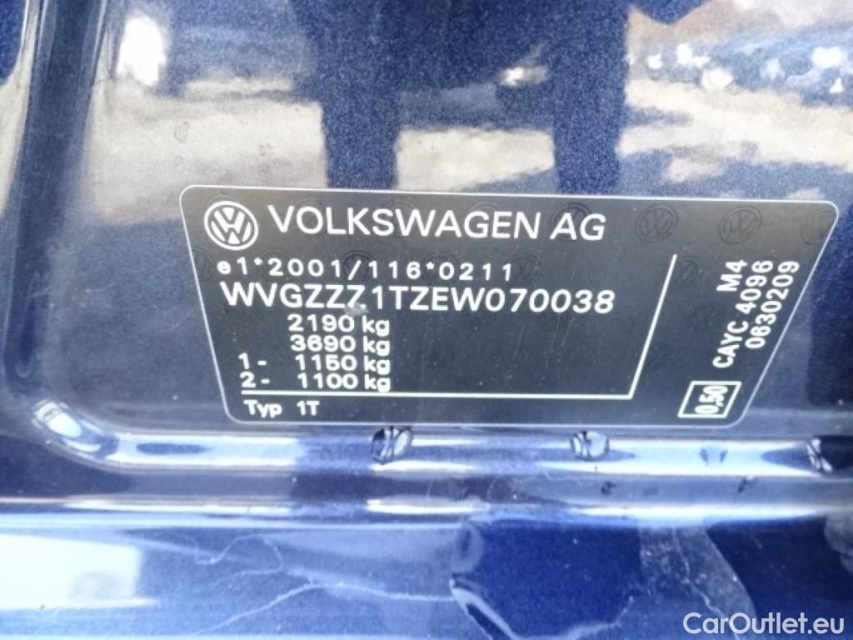 VOLKSWAGEN AG
e1*2001/116*0211
WVGZZZ1TZEW070038
2190 kg
3690 kg
1- 1150 kg
2- 1100 kg
Typ 1T
M4
CAYC 4096
0630209
0.50
CarOutlet.eu